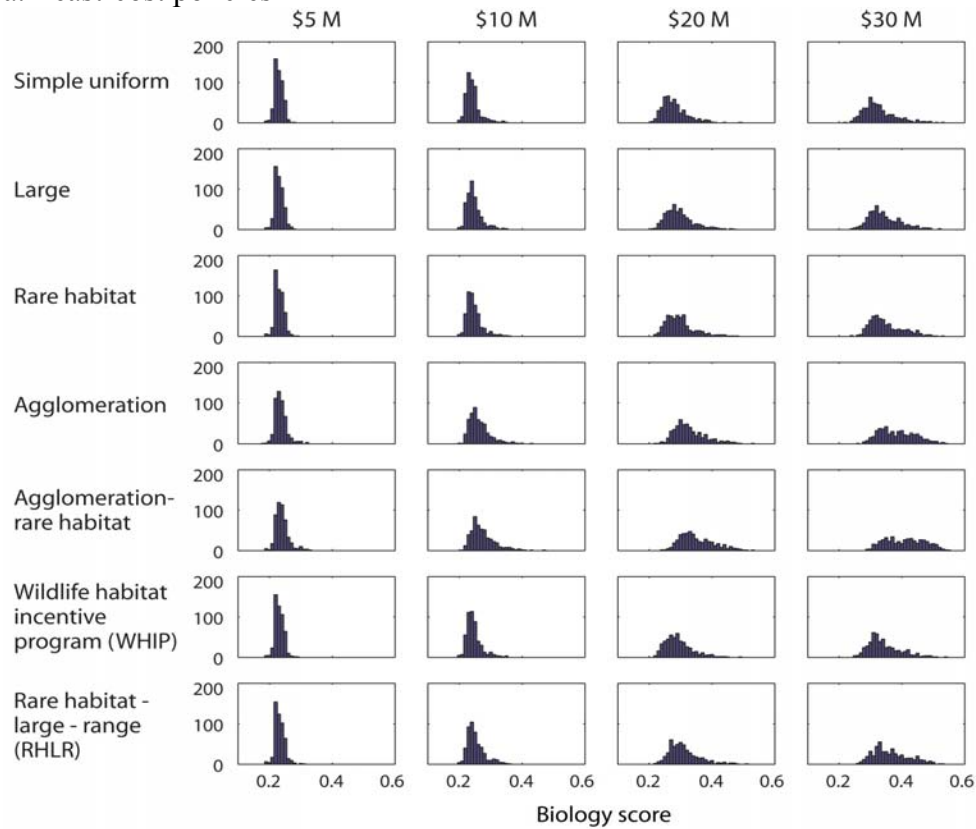 $5 M $10 M $20 M $30 M
200
Simple uniform 100
0
200
Large 100
0
200
Rare habitat 100
0
200
Agglomeration 100
0
200
Agglomeration-
100
rare habitat
0
200
Wildlife habitat
incentive 100
program (WHIP)
0
200
Rare habitat -
large - range 100
(RHLR)
0
0.2 0.4 0.6 0.2 0.4 0.6 0.2 0.4 0.6 0.2 0.4 0.6
Biology score